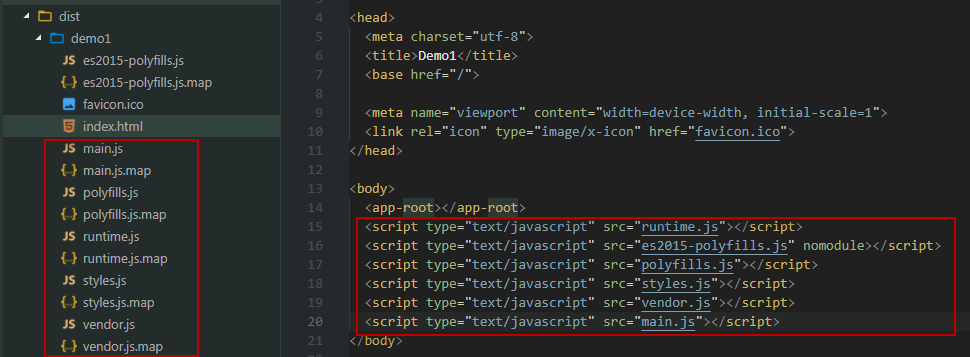 dist
demo1
JS es2015-polyfills.js
{..} es2015-polyfills.js.map
favicon.ico
index.html
JS main.js
{..} main.js.map
JS polyfills.js
{..} polyfills.js.map
JS runtime.js
{..} runtime.js.map
JS styles.js
{..} styles.js.map
JS vendor.js
{..} vendor.js.map
4 <head>
5 <meta charset="utf-8">
6 <title>Demo1</title>
7 <base href="/">
8
9 <meta name="viewport" content="width=device-width, initial-scale=1">
10 <link rel="icon" type="image/x-icon" href="favicon.ico">
11 </head>
12
13 <body>
14 <app-root></app-root>
15 <script type="text/javascript" src="runtime.js"></script>
16 <script type="text/javascript" src="es2015-polyfills.js" nomodule></script>
17 <script type="text/javascript" src="polyfills.js"></script>
18 <script type="text/javascript" src="styles.js"></script>
19 <script type="text/javascript" src="vendor.js"></script>
20 <script type="text/javascript" src="main.js"></script>
21 </body>